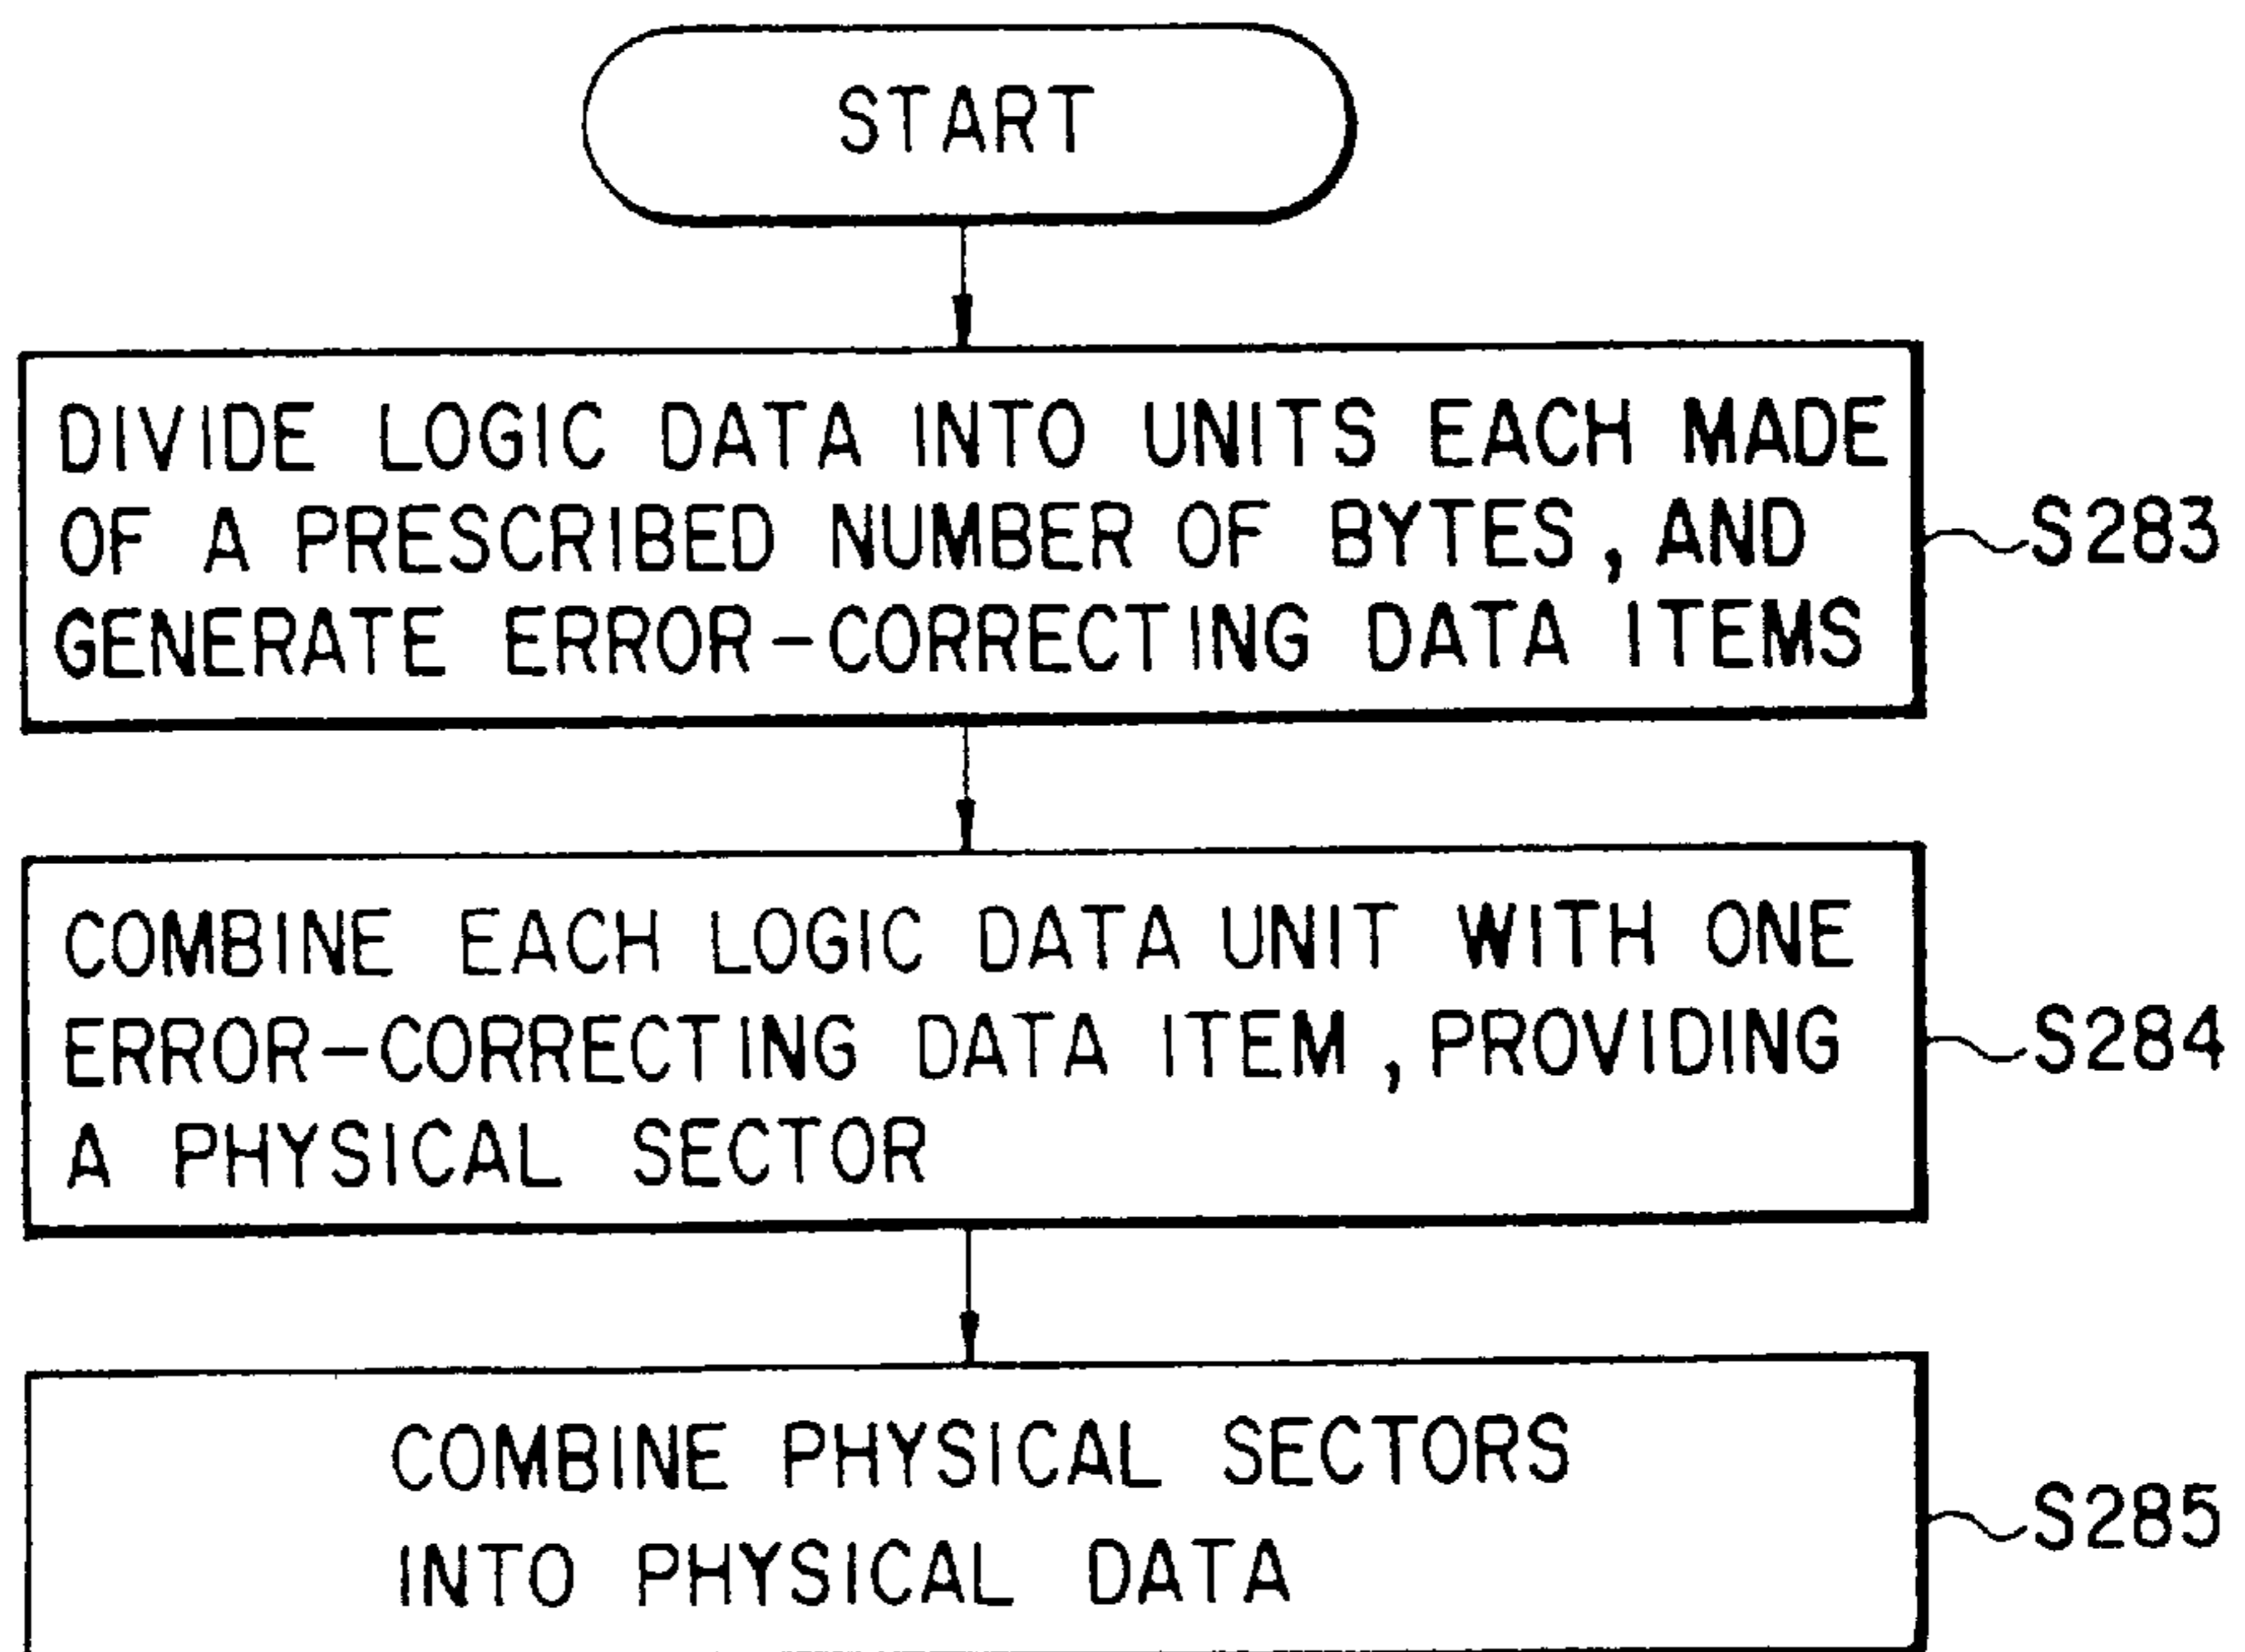 START
DIVIDE LOGIC DATA INTO UNITS EACH MADE
OF A PRESCRIBED NUMBER OF BYTES, AND
GENERATE ERROR-CORRECTING DATA ITEMS
S283
COMBINE EACH LOGIC DATA UNIT WITH ONE
ERROR-CORRECTING DATA ITEM, PROVIDING
A PHYSICAL SECTOR
S284
COMBINE PHYSICAL SECTORS
INTO PHYSICAL DATA
S285